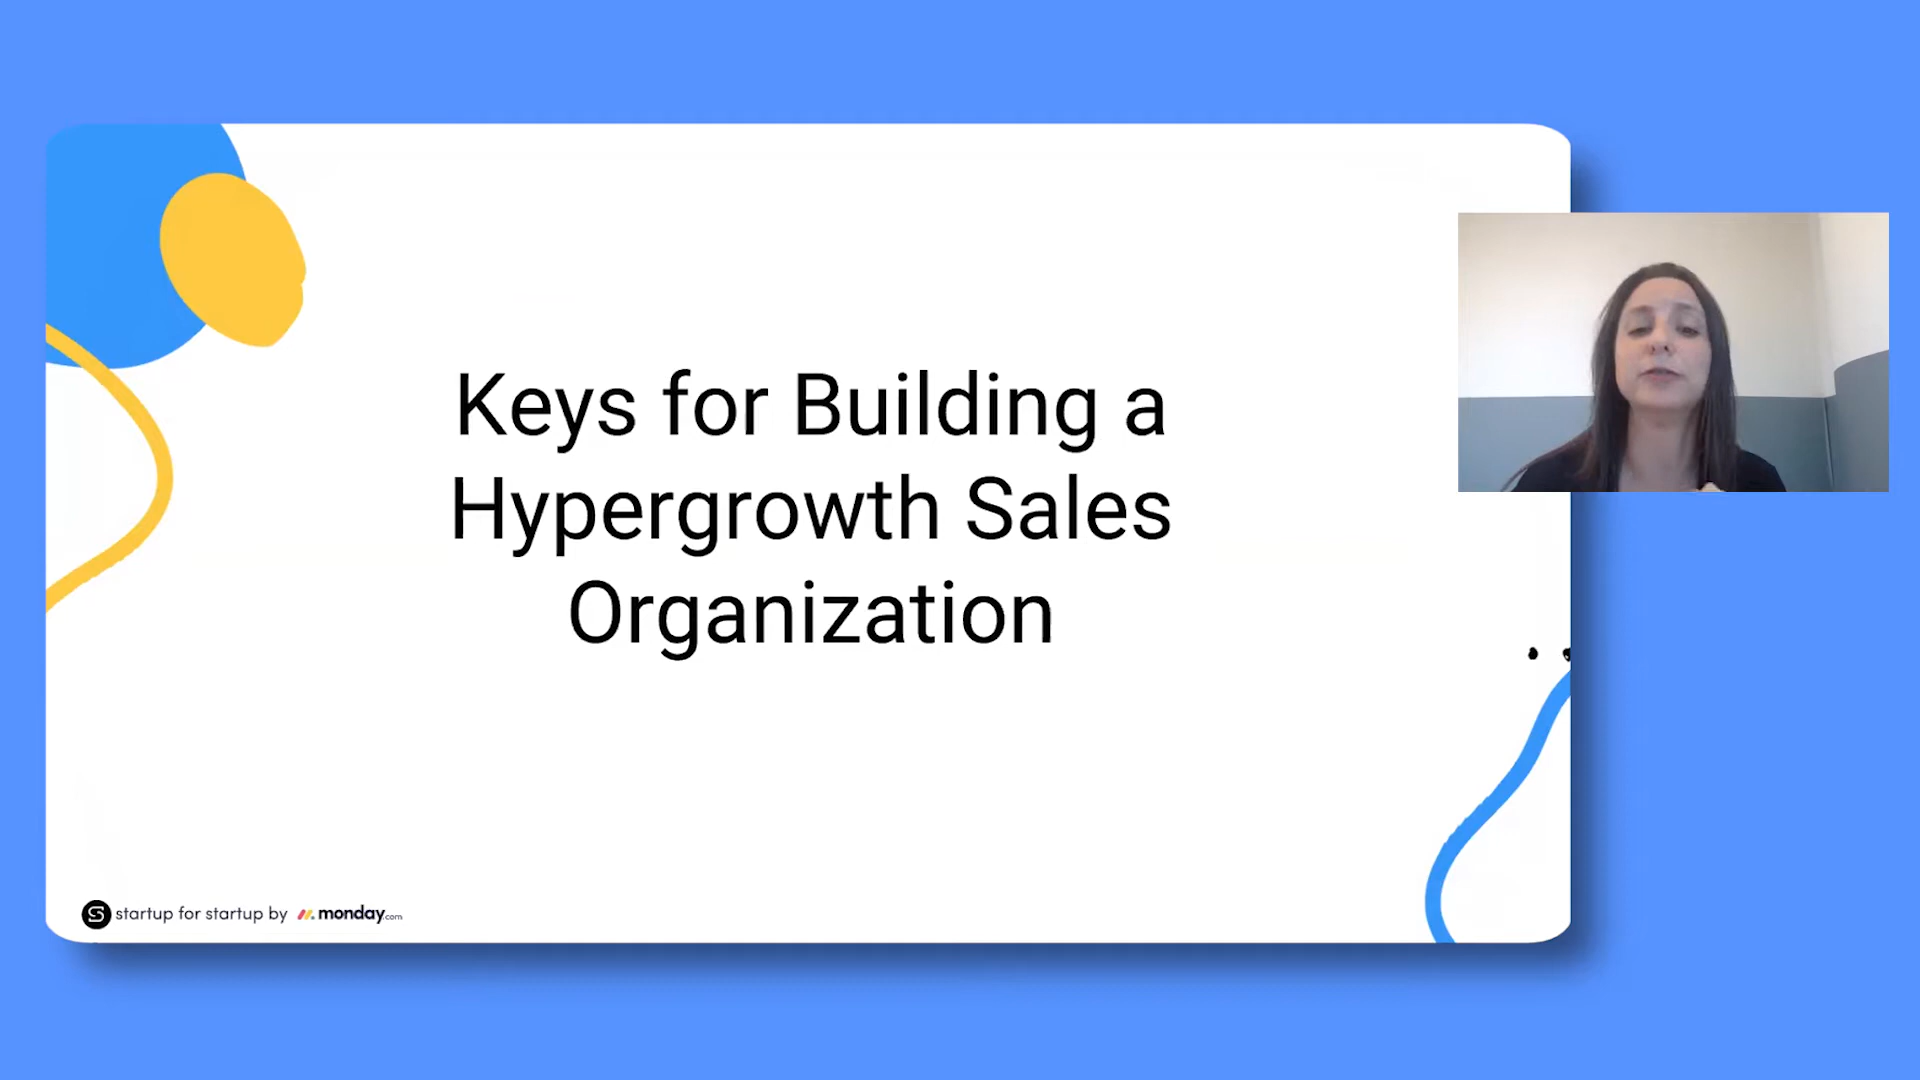 Keys for Building a
Hypergrowth Sales
Organization
startup for startup by monday.com